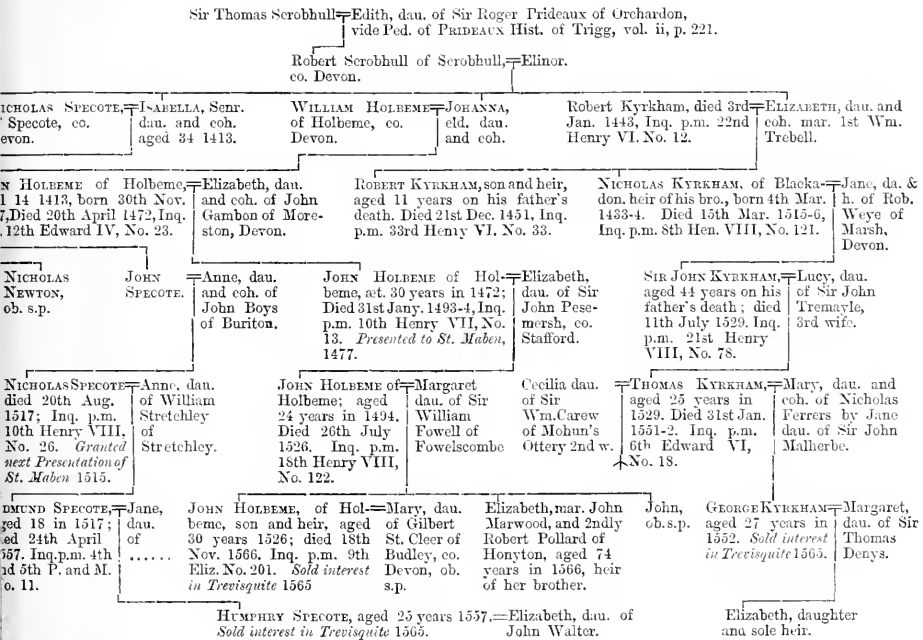 Sir Thomas Scrobhull Edith, dau. of Sir Roger Prideaux of Orchardon,
vide Ped. of PRIDEAUX Hist. of Trigg, vol. ii, p. 221.
Robert Scrobhull of Scrobhull, Elinor.
co. Devon.
ICHOLAS SPECOTE,
Specote, co.
evon.
ISABELLA, Senr.
dau. and coh.
aged 34 1413.
WILLIAM HOLBEME
of Holbeme, co.
Devon.
JOHANNA,
eld. dau.
and coh.
Robert Kyrkham, died 3rd
Jan. 1443, Inq. p.m. 22nd
Henry VI. No. 12.
ELIZABETH, dau. and
coh. mar. 1st Wm.
Trebell.
N HOLBEME of Holbeme,
l 14 1413, born 30th Nov.
7, Died 20th April 1472, Inq.
. 12th Edward IV, No. 23.
Elizabeth, dau.
and coh. of John
Gambon of More-
ston, Devon.
ROBERT KYRKHAM, son and heir,
aged 11 years on his father's
death. Died 21st Dec. 1451, Inq.
p.m. 33rd Henry VI. No. 33.
NICHOLAS KYRKHAM, of Blacka-
don. heir of his bro., born 4th Mar.
1433-4. Died 15th Mar. 1515-6,
Inq. p.m. 8th Hen. VIII, No. 121.
Jane, da. &
h. of Rob.
Weye of
Marsh,
Devon.
NICHOLAS
NEWTON,
ob. s.p.
JOHN
SPECOTE.
Anne, dau.
and coh. of
John Boys
of Buriton.
JOHN HOLBEME of Hol-
beme, æt. 30 years in 1472;
Died 31st Jany. 1493-4, Inq.
p.m. 10th Henry VII, No.
13. Presented to St. Maben,
1477.
Elizabeth,
dau. of Sir
John Pese-
mersh, co.
Stafford.
SIR JOHN KYRKHAM,
aged 44 years on his
father's death; died
11th July 1529. Inq.
p.m. 21st Henry
VIII, No. 78.
Lucy, dau.
of Sir John
Tremayle,
3rd wife.
NICHOLAS SPECOTE
died 20th Aug.
1517; Inq. p.m.
10th Henry VIII,
No. 26. Granted
next Presentation of
St. Maben 1515.
Anne, dau.
of William
Stretchley
of
Stretchley.
JOHN HOLBEME of
Holbeme; aged
24 years in 1494.
Died 26th July
1526. Inq. p.m.
18th Henry VIII,
No. 122.
Margaret
dau. of Sir
William
Fowell of
Fowelscombe
Cecilia dau.
of Sir
Wm. Carew
of Mohun's
Ottery 2nd w.
THOMAS KYRKHAM,
aged 25 years in
1529. Died 31st Jan.
1551-2. Inq. p.m.
6th Edward VI,
No. 18.
Mary, dau. and
coh. of Nicholas
Ferrers by Jane
dau. of Sir John
Malherbe.
DMUND SPECOTE,
ged 18 in 1517;
ed 24th April
557. Inq. p.m. 4th
nd 5th P. and M.
o. 11.
Jane,
dau.
of
......
JOHN HOLBEME, of Hol-
beme, son and heir, aged
30 years 1526; died 18th
Nov. 1566. Inq. p.m. 9th
Eliz. No. 201. Sold interest
in Trevisquite 1565
Mary, dau.
of Gilbert
St. Cleer of
Budley, co.
Devon, ob.
s.p.
Elizabeth, mar. John
Marwood, and 2ndly
Robert Pollard of
Honyton, aged 74
years in 1566, heir
of her brother.
John,
ob. s.p.
GEORGE KYRKHAM
aged 27 years in
1552. Sold interest
in Trevisquite 1565.
Margaret,
dau. of Sir
Thomas
Denys.
HUMPHRY SPECOTE, aged 25 years 1557. = Elizabeth, dau. of
Sold interest in Trevisquite 1565. John Walter.
Elizabeth, daughter
and sole heir.